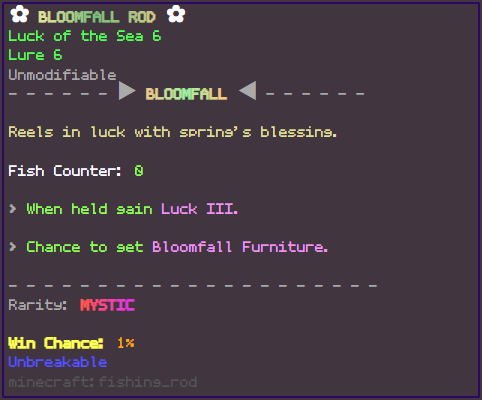 ✿ BLOOMFALL ROD ✿
Luck of the Sea 6
Lure 6
Unmodifiable
- - - - - - ▶ BLOOMFALL ◀ - - - - - -
Reels in luck with spring's blessing.
Fish Counter: 0
> When held gain Luck III.
> Chance to get Bloomfall Furniture.
- - - - - - - - - - - - - - - - - - - - - -
Rarity: MYSTIC
Win Chance: 1%
Unbreakable
minecraft:fishing_rod